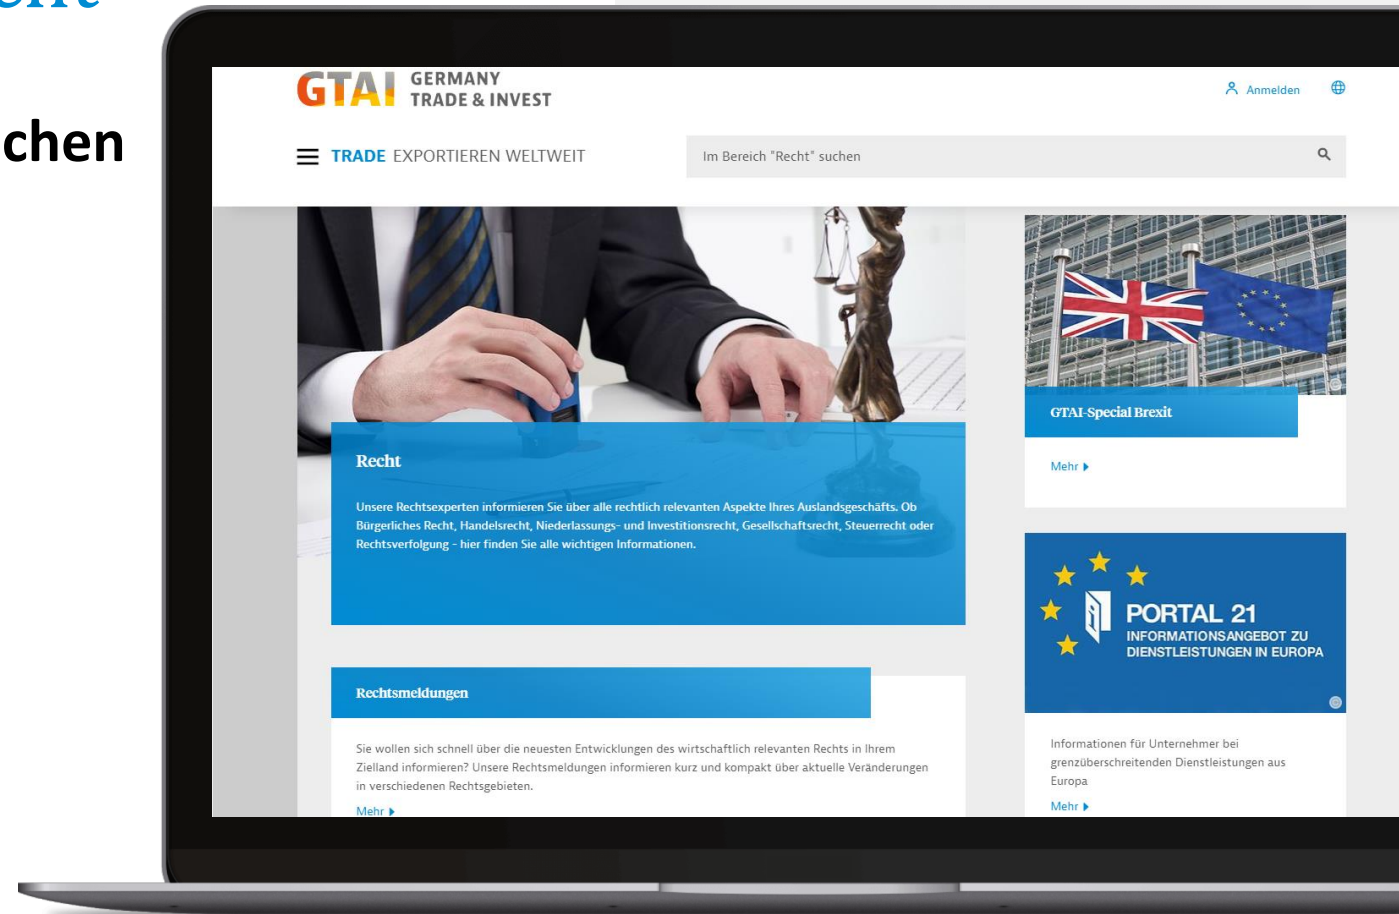 chen
GTAI GERMANY
TRADE & INVEST
Anmelden
TRADE EXPORTIEREN WELTWEIT
Im Bereich "Recht" suchen
Recht
Unsere Rechtsexperten informieren Sie über alle rechtlich relevanten Aspekte Ihres Auslandsgeschäfts. Ob
Bürgerliches Recht, Handelsrecht, Niederlassungs- und Investitionsrecht, Gesellschaftsrecht, Steuerrecht oder
Rechtsverfolgung - hier finden Sie alle wichtigen Informationen.
Rechtsmeldungen
Sie wollen sich schnell über die neuesten Entwicklungen des wirtschaftlich relevanten Rechts in Ihrem
Zielland informieren? Unsere Rechtsmeldungen informieren kurz und kompakt über aktuelle Veränderungen
in verschiedenen Rechtsgebieten.
Mehr
GTAI-Special Brexit
Mehr
PORTAL 21
INFORMATIONSANGEBOT ZU
DIENSTLEISTUNGEN IN EUROPA
Informationen für Unternehmer bei
grenzüberschreitenden Dienstleistungen aus
Europa
Mehr